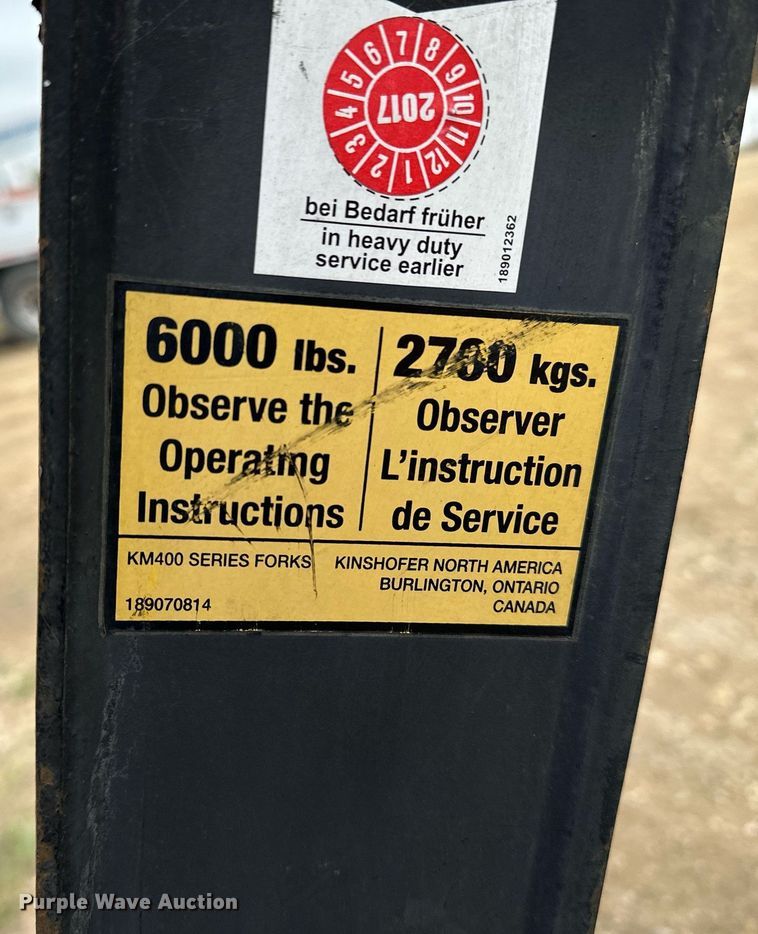 7 8 9 10 11 12 1 2 3 4 5 6
2017
bei Bedarf früher
in heavy duty
service earlier
189012362
6000 lbs.
Observe the
Operating
Instructions
2700 kgs.
Observer
L'instruction
de Service
KM400 SERIES FORKS
189070814
KINSHOFER NORTH AMERICA
BURLINGTON, ONTARIO
CANADA
Purple Wave Auction